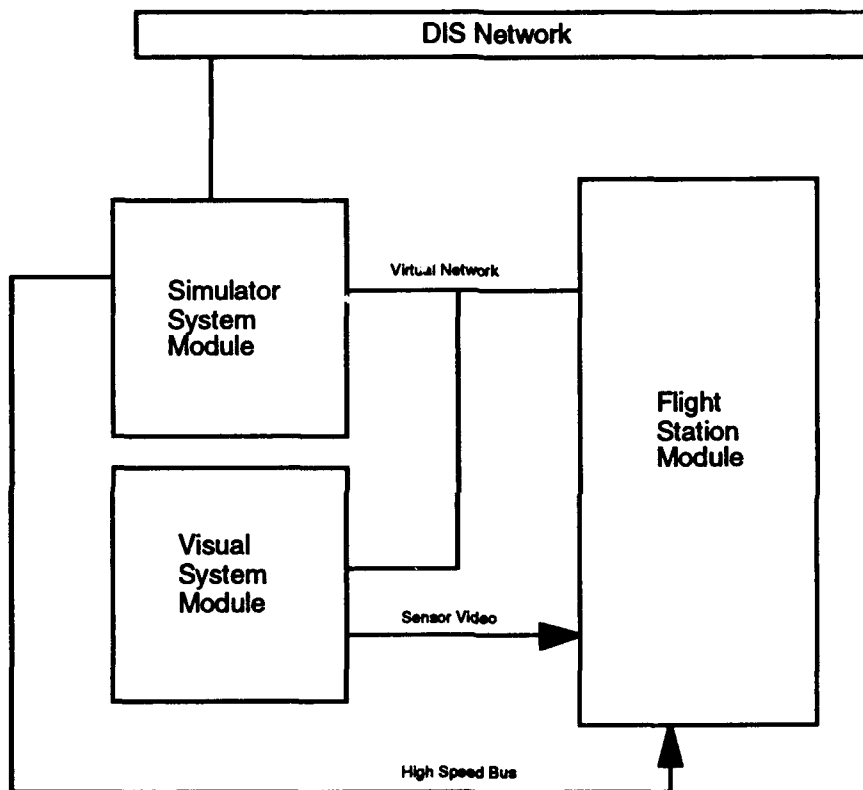 DIS Network
Virtual Network
Simulator
System
Module
Flight
Station
Module
Visual
System
Module
Sensor Video
High Speed Bus